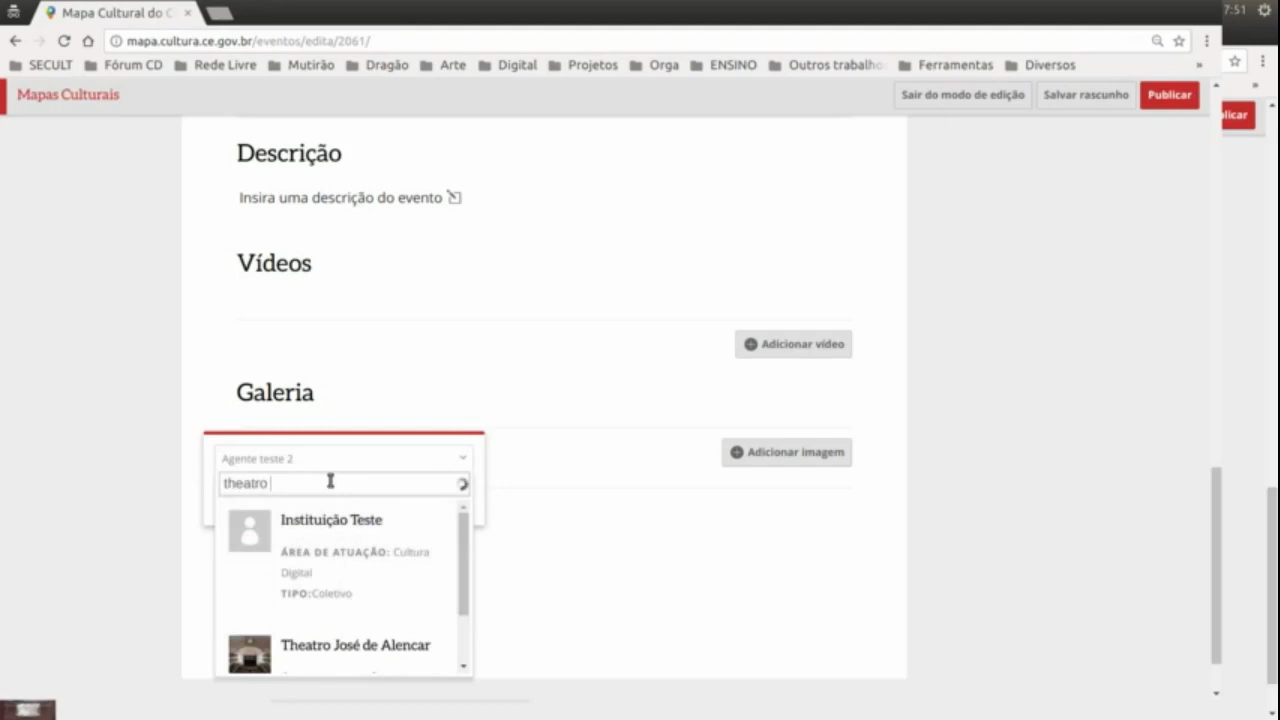 7:51
Mapa Cultural do C
mapa.cultura.ce.gov.br/eventos/edita/2061/
SECULT Fórum CD Rede Livre Mutirão Dragão Arte Digital Projetos Orga ENSINO Outros trabalho Ferramentas Diversos »
Mapas Culturais
Sair do modo de edição Salvar rascunho Publicar
licar
Descrição
Insira uma descrição do evento
Vídeos
Adicionar vídeo
Galeria
Adicionar imagem
Agente teste 2
theatro
Instituição Teste
ÁREA DE ATUAÇÃO: Cultura
Digital
TIPO:Coletivo
Theatro José de Alencar